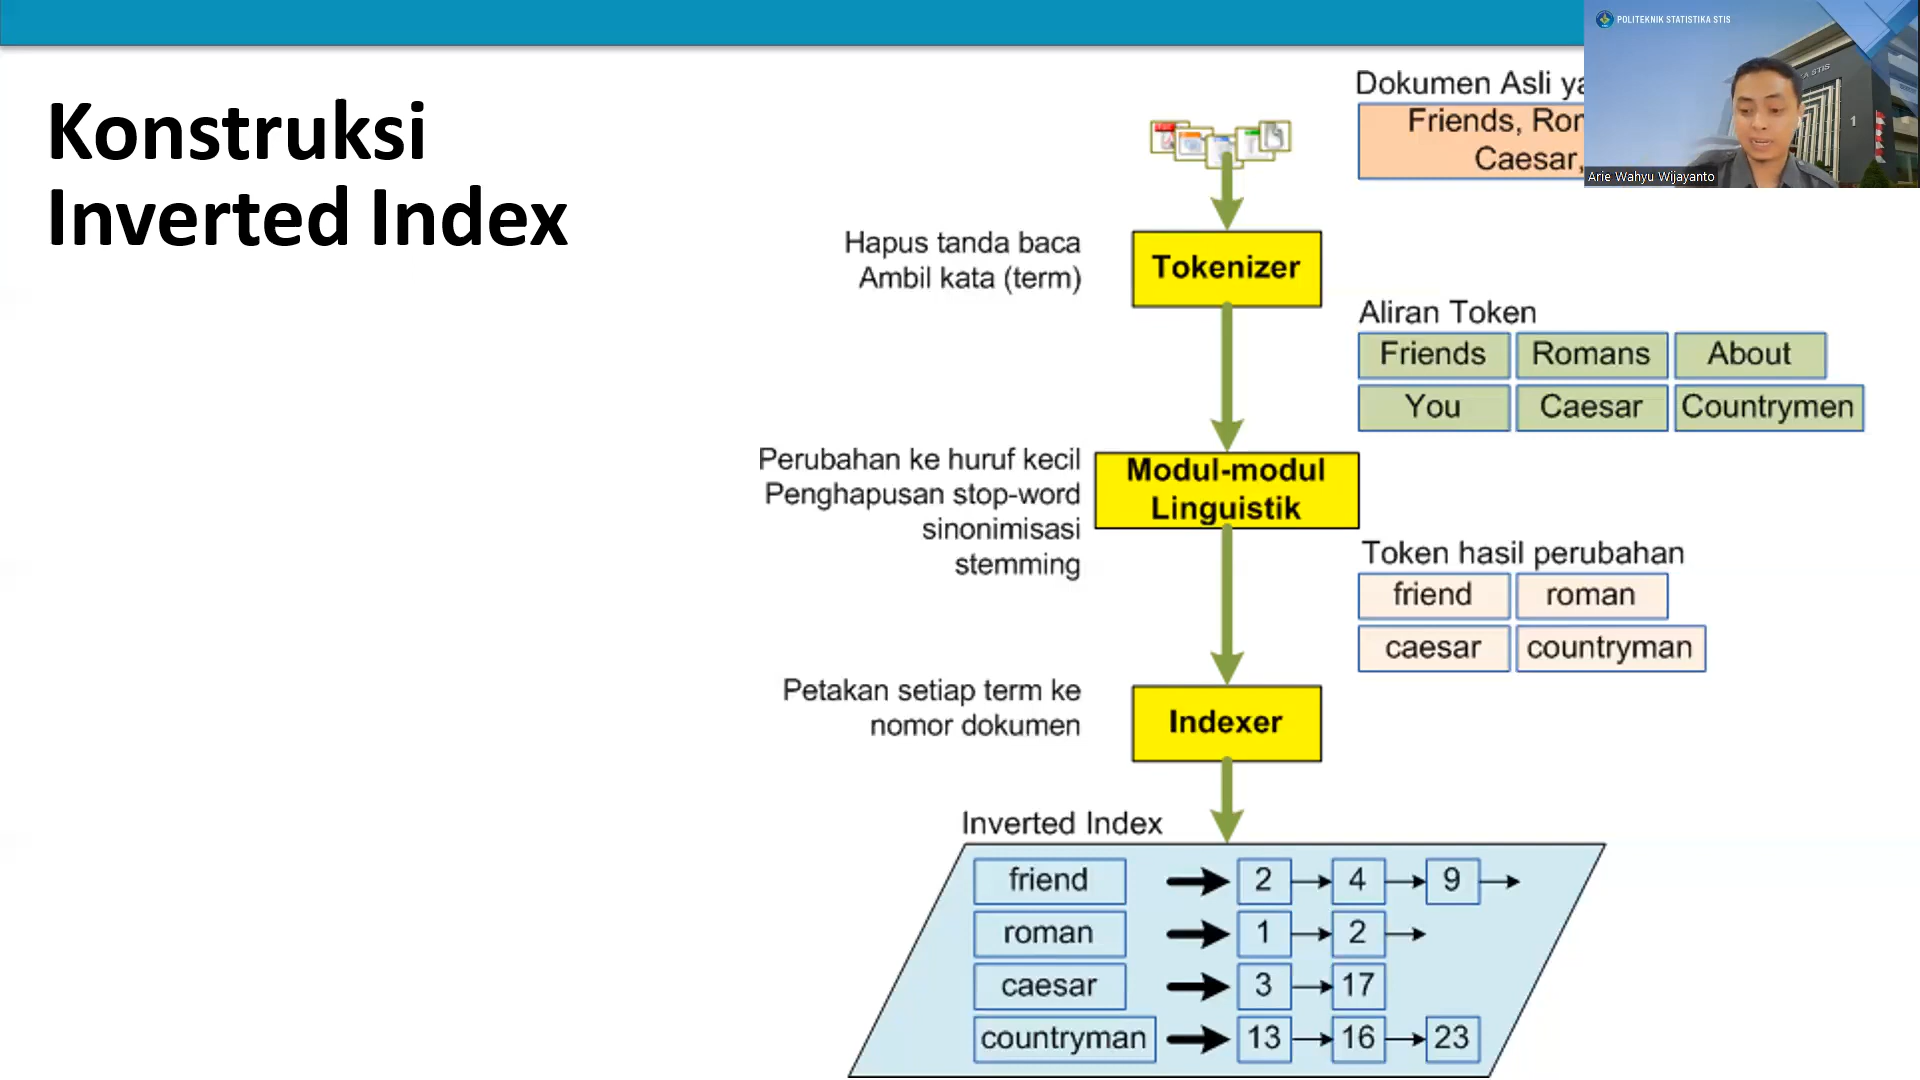 POLITEKNIK STATISTIKA STIS
Konstruksi
Inverted Index
Dokumen Asli
Friends,
Caesar,
Arie Wahyu Wijayanto
Hapus tanda baca
Ambil kata (term)
Tokenizer
Aliran Token
Friends Romans About
You Caesar Countrymen
Perubahan ke huruf kecil
Penghapusan stop-word
sinonimisasi
stemming
Modul-modul
Linguistik
Token hasil perubahan
friend roman
caesar countryman
Petakan setiap term ke
nomor dokumen
Indexer
Inverted Index
friend 2 4 9
roman 1 2
caesar 3 17
countryman 13 16 23